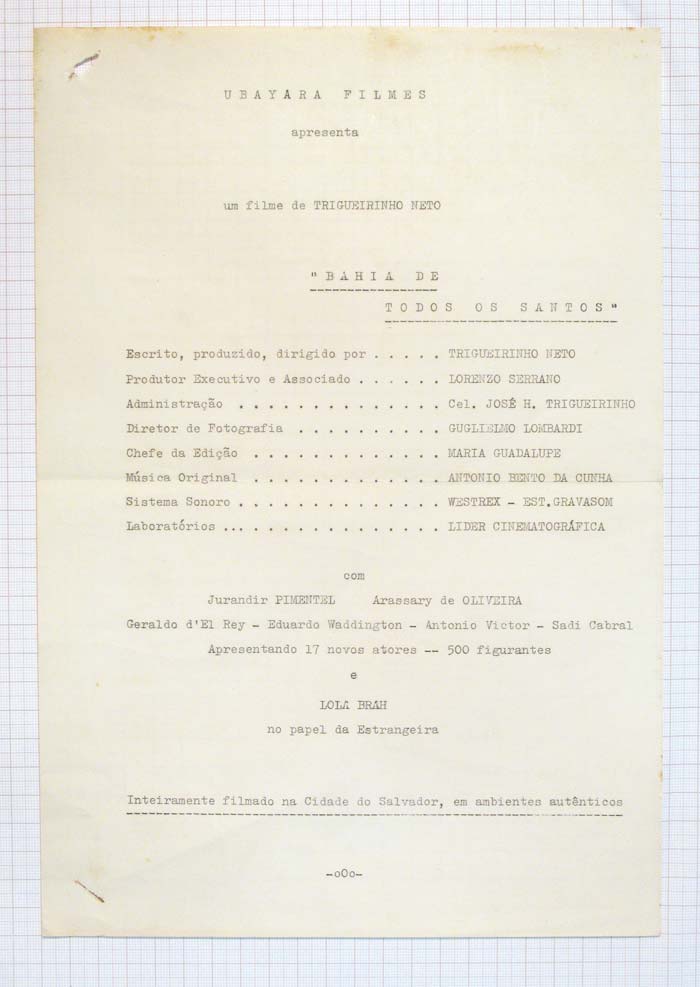 U B A Y A R A   F I L M E S
apresenta
um filme de TRIGUEIRINHO NETO
" B A H I A   D E
T O D O S   O S   S A N T O S "
Escrito, produzido, dirigido por . . . . . TRIGUEIRINHO NETO
Produtor Executivo e Associado . . . . . . LORENZO SERRANO
Administração . . . . . . . . . . . . . . Cel. JOSÉ H. TRIGUEIRINHO
Diretor de Fotografia . . . . . . . . . . GUGLIELMO LOMBARDI
Chefe da Edição . . . . . . . . . . . . . MARIA GUADALUPE
Música Original . . . . . . . . . . . . . ANTONIO BENTO DA CUNHA
Sistema Sonoro . . . . . . . . . . . . . . WESTREX - EST.GRAVASOM
Laboratórios ... . . . . . . . . . . . . . LIDER CINEMATOGRÁFICA
com
Jurandir PIMENTEL Arassary de OLIVEIRA
Geraldo d'El Rey - Eduardo Waddington - Antonio Victor - Sadi Cabral
Apresentando 17 novos atores -- 500 figurantes
e
LOLA BRAH
no papel da Estrangeira
Inteiramente filmado na Cidade do Salvador, em ambientes autênticos
-oOo-